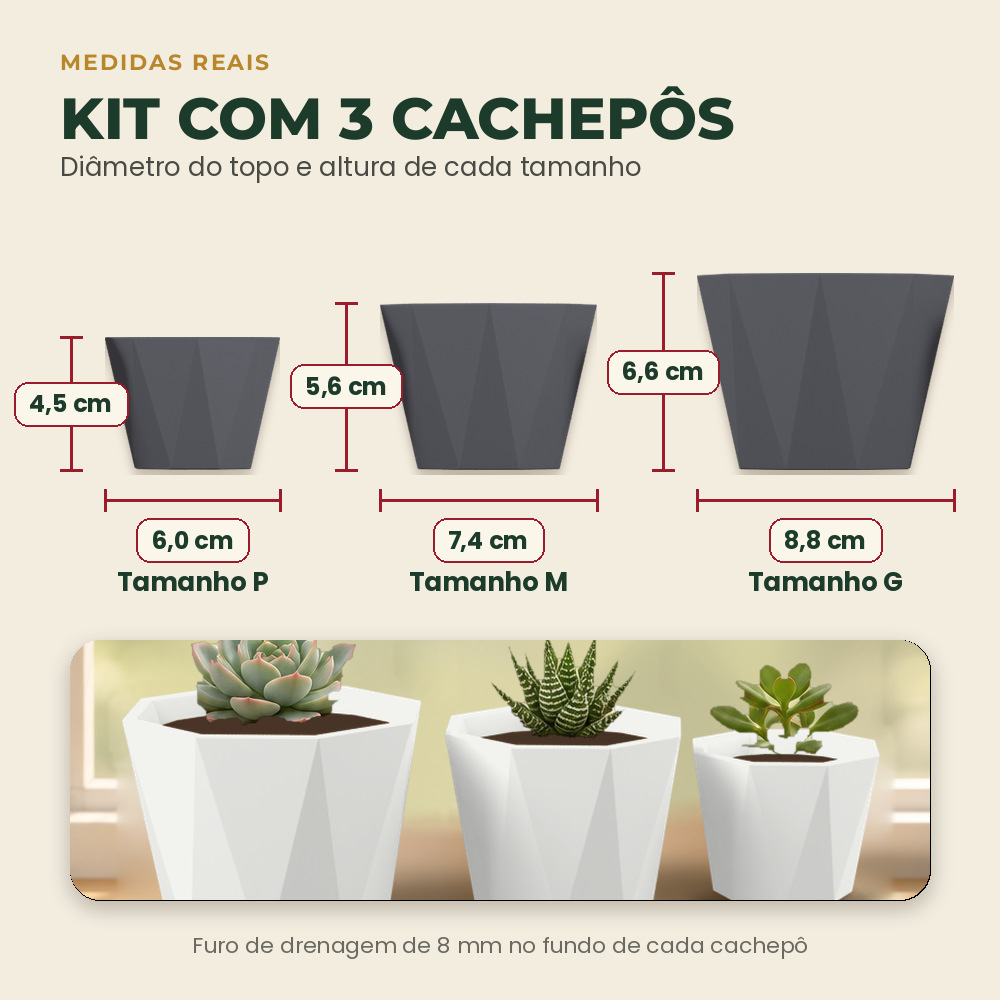 MEDIDAS REAIS
KIT COM 3 CACHEPÔS
Diâmetro do topo e altura de cada tamanho
4,5 cm
5,6 cm
6,6 cm
6,0 cm
7,4 cm
8,8 cm
Tamanho P
Tamanho M
Tamanho G
Furo de drenagem de 8 mm no fundo de cada cachepô